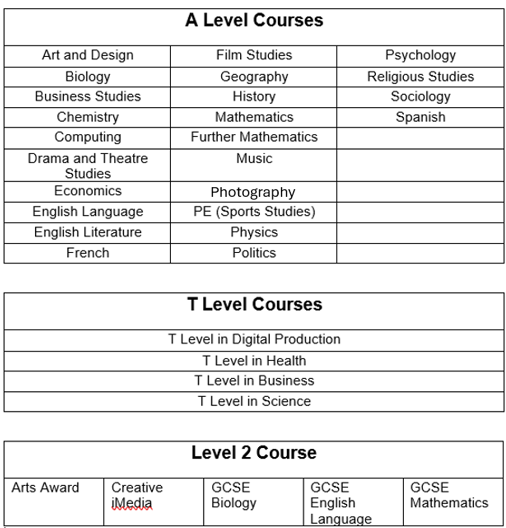 A Level Courses
Art and Design Film Studies Psychology
Biology Geography Religious Studies
Business Studies History Sociology
Chemistry Mathematics Spanish
Computing Further Mathematics
Drama and Theatre Music
Studies
Economics Photography
English Language PE (Sports Studies)
English Literature Physics
French Politics
T Level Courses
T Level in Digital Production
T Level in Health
T Level in Business
T Level in Science
Level 2 Course
Arts Award Creative GCSE GCSE GCSE
iMedia Biology English Mathematics
Language